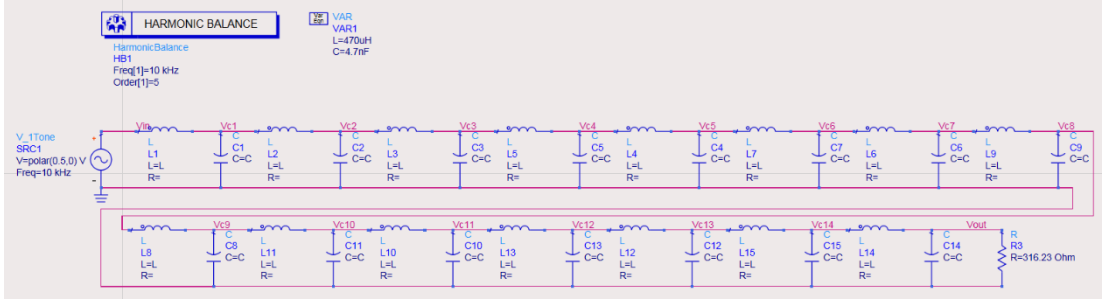 HARMONIC BALANCE
HarmonicBalance
HB1
Freq[1]=10 kHz
Order[1]=5
Var
eqn
VAR
VAR1
L=470uH
C=4.7nF
V_1Tone
SRC1
V=polar(0.5,0) V
Freq=10 kHz
+
-
Vin Vc1 Vc2 Vc3 Vc4 Vc5 Vc6 Vc7 Vc8
L
L1
L=L
R=
C
C1
C=C
L
L2
L=L
R=
C
C2
C=C
L
L3
L=L
R=
C
C3
C=C
L
L5
L=L
R=
C
C5
C=C
L
L4
L=L
R=
C
C4
C=C
L
L7
L=L
R=
C
C7
C=C
L
L6
L=L
R=
C
C6
C=C
L
L9
L=L
R=
C
C9
C=C
Vc9 Vc10 Vc11 Vc12 Vc13 Vc14 Vout
L
L8
L=L
R=
C
C8
C=C
L
L11
L=L
R=
C
C11
C=C
L
L10
L=L
R=
C
C10
C=C
L
L13
L=L
R=
C
C13
C=C
L
L12
L=L
R=
C
C12
C=C
L
L15
L=L
R=
C
C15
C=C
L
L14
L=L
R=
C
C14
C=C
R
R3
R=316.23 Ohm